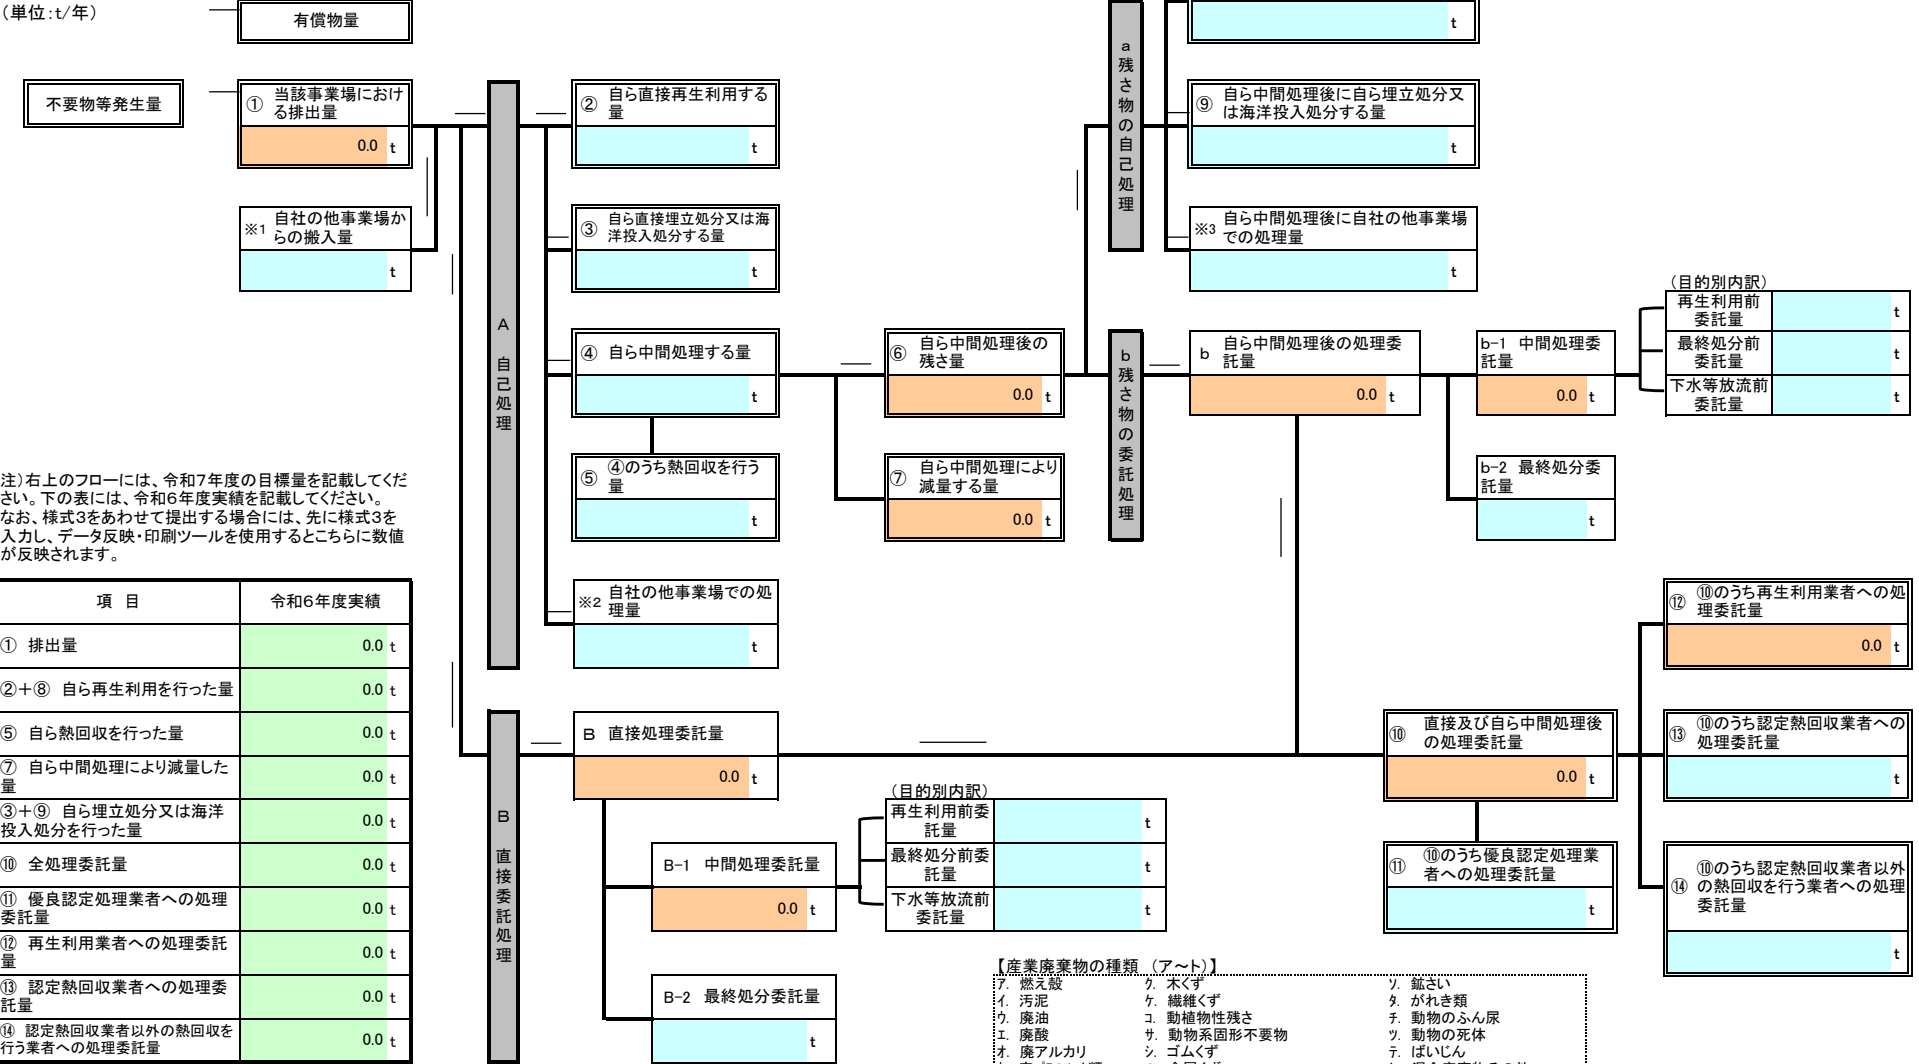 （単位：t/年）
有償物量
t
不要物等発生量
① 当該事業場におけ
る排出量
0.0 t
※1 自社の他事業場か
らの搬入量
t
A 自己処理
② 自ら直接再生利用する
量
t
③ 自ら直接埋立処分又は海
洋投入処分する量
t
④ 自ら中間処理する量
t
⑤ ④のうち熱回収を行う
量
t
※2 自社の他事業場での処
理量
t
⑥ 自ら中間処理後の
残さ量
0.0 t
⑦ 自ら中間処理により
減量する量
0.0 t
a 残さ物の自己処理
⑨ 自ら中間処理後に自ら埋立処分又
は海洋投入処分する量
t
※3 自ら中間処理後に自社の他事業場
での処理量
t
b 残さ物の委託処理
b 自ら中間処理後の処理委
託量
0.0 t
b-1 中間処理委
託量
0.0 t
（目的別内訳）
再生利用前
委託量
t
最終処分前
委託量
t
下水等放流前
委託量
t
b-2 最終処分委
託量
t
注）右上のフローには、令和7年度の目標量を記載してくだ
さい。下の表には、令和6年度実績を記載してください。
なお、様式3をあわせて提出する場合には、先に様式3を
入力し、データ反映・印刷ツールを使用するとこちらに数値
が反映されます。
項 目 令和6年度実績
① 排出量 0.0 t
②＋⑧ 自ら再生利用を行った量 0.0 t
⑤ 自ら熱回収を行った量 0.0 t
⑦ 自ら中間処理により減量した
量 0.0 t
③＋⑨ 自ら埋立処分又は海洋
投入処分を行った量 0.0 t
⑩ 全処理委託量 0.0 t
⑪ 優良認定処理業者への処理
委託量 0.0 t
⑫ 再生利用業者への処理委託
量 0.0 t
⑬ 認定熱回収業者への処理委
託量 0.0 t
⑭ 認定熱回収業者以外の熱回収を
行う業者への処理委託量 0.0 t
B 直接委託処理
B 直接処理委託量
0.0 t
B-1 中間処理委託量
0.0 t
B-2 最終処分委託量
t
（目的別内訳）
再生利用前委
託量
t
最終処分前委
託量
t
下水等放流前
委託量
t
⑩ 直接及び自ら中間処理後
の処理委託量
0.0 t
⑪ ⑩のうち優良認定処理業
者への処理委託量
t
⑫ ⑩のうち再生利用業者への処
理委託量
0.0 t
⑬ ⑩のうち認定熱回収業者への
処理委託量
t
⑭ ⑩のうち認定熱回収業者以外
の熱回収を行う業者への処理
委託量
t
【産業廃棄物の種類 （ア～ト）】
ア. 燃え殻 ク. 木くず ソ. 鉱さい
イ. 汚泥 ケ. 繊維くず タ. がれき類
ウ. 廃油 コ. 動植物性残さ チ. 動物のふん尿
エ. 廃酸 サ. 動物系固形不要物 ツ. 動物の死体
オ. 廃アルカリ シ. ゴムくず テ. ばいじん